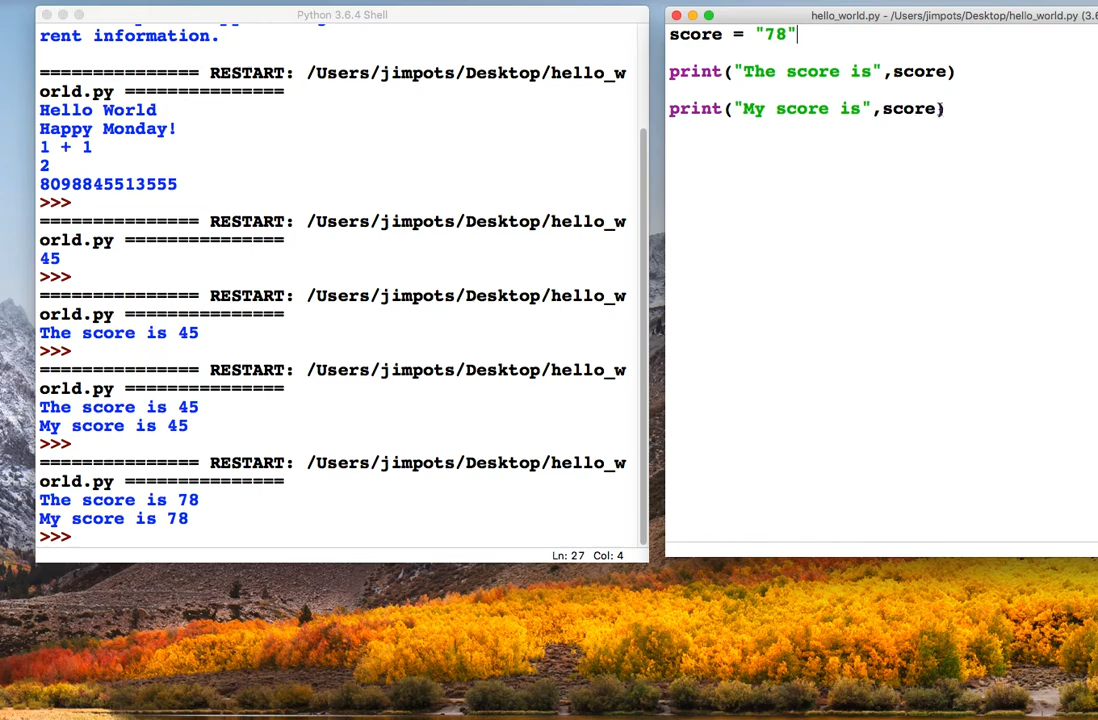 Python 3.6.4 Shell
rent information.
=============== RESTART: /Users/jimpots/Desktop/hello_w
orld.py ===============
Hello World
Happy Monday!
1 + 1
2
8098845513555
>>>
=============== RESTART: /Users/jimpots/Desktop/hello_w
orld.py ===============
45
>>>
=============== RESTART: /Users/jimpots/Desktop/hello_w
orld.py ===============
The score is 45
>>>
=============== RESTART: /Users/jimpots/Desktop/hello_w
orld.py ===============
The score is 45
My score is 45
>>>
=============== RESTART: /Users/jimpots/Desktop/hello_w
orld.py ===============
The score is 78
My score is 78
>>>
Ln: 27 Col: 4
hello_world.py - /Users/jimpots/Desktop/hello_world.py (3.6
score = "78"
print("The score is",score)
print("My score is",score)